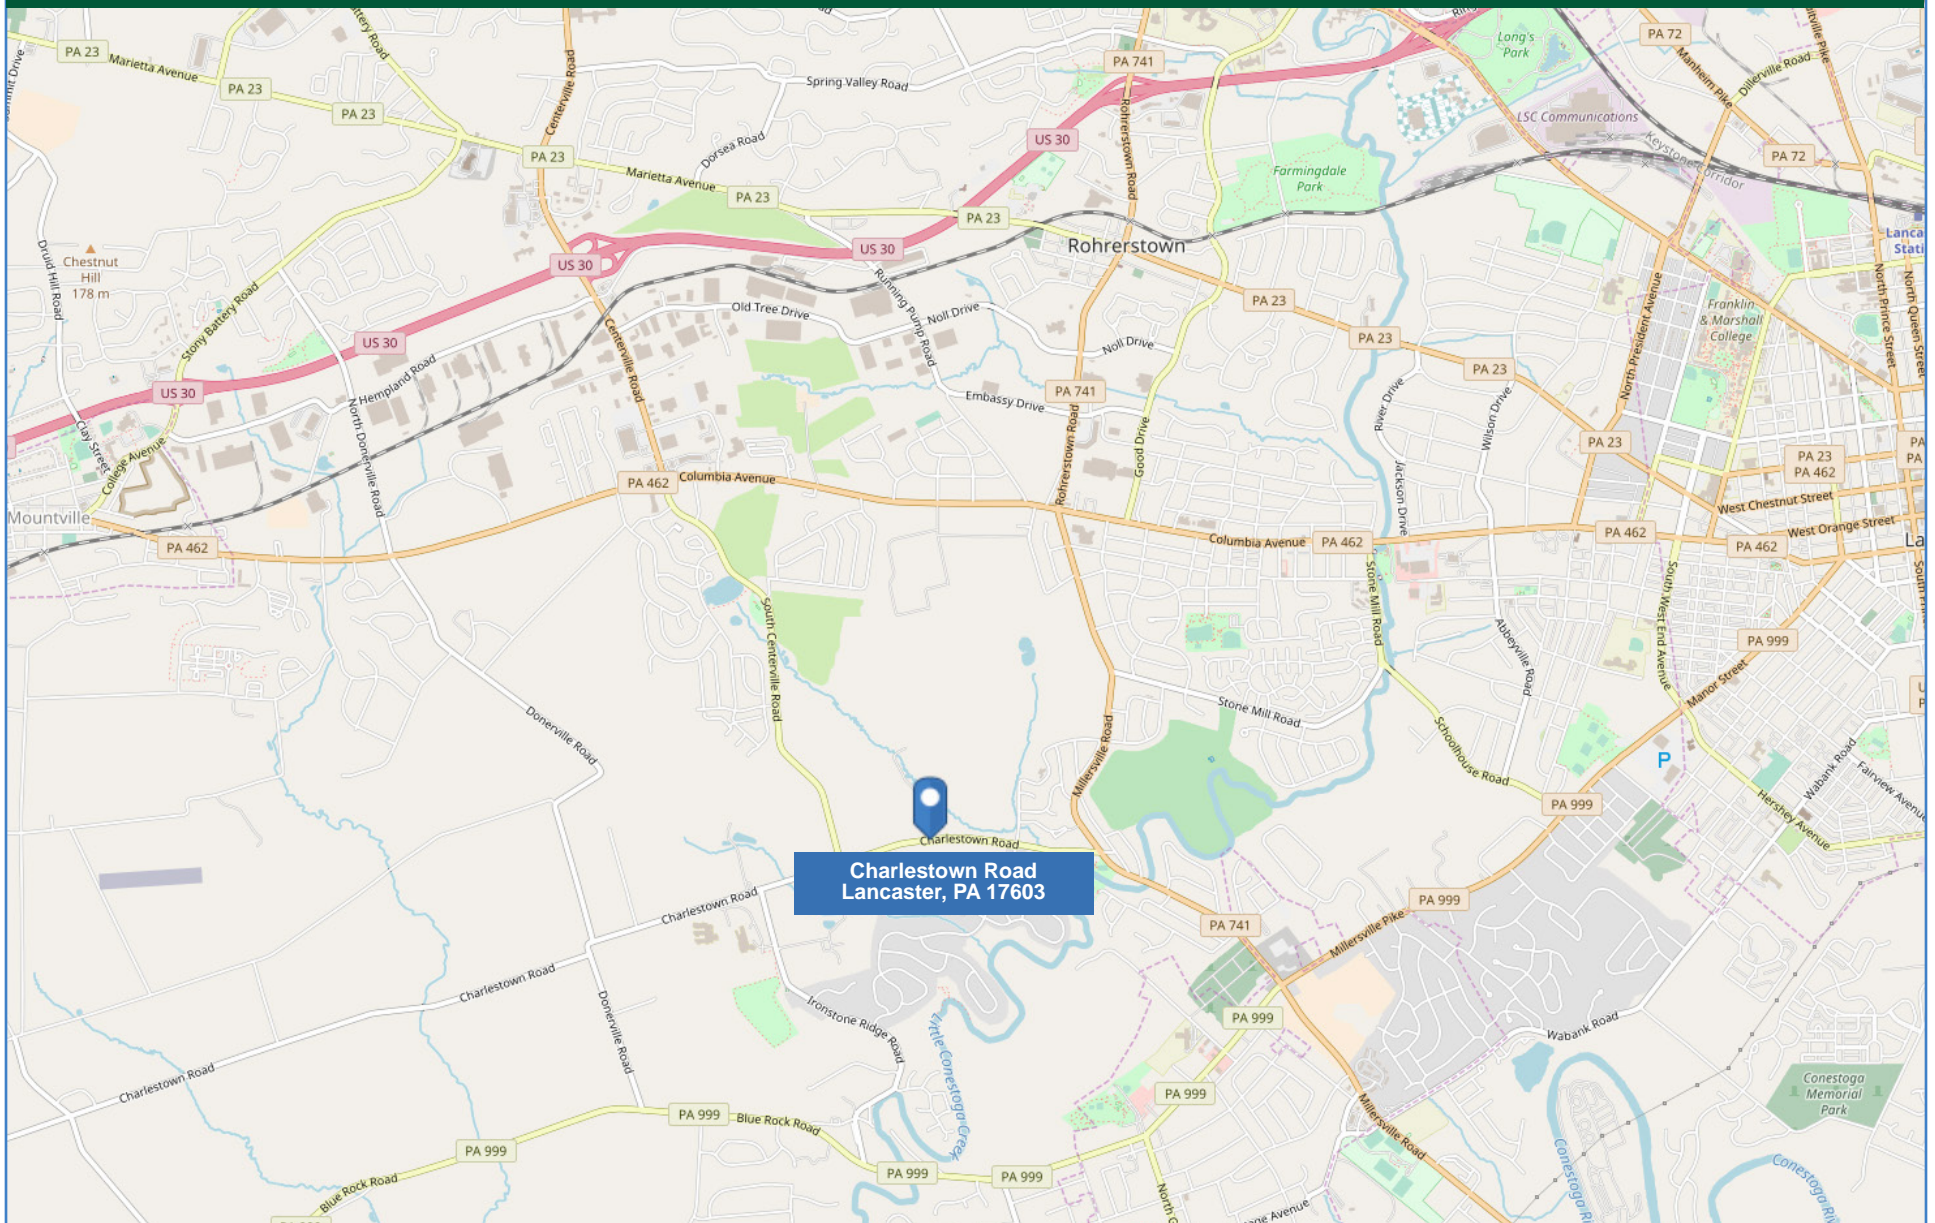 PA 23
Marietta Avenue
PA 23
PA 23
Centerville Road
PA 23
Marietta Avenue
PA 23
Spring Valley Road
Dorsea Road
PA 741
Rohrerstown Road
US 30
PA 23
Long's
Park
PA 72
Manheim Pike
Dillerville Road
LSC Communications
Keystone Corridor
PA 72
Farmingdale
Park
Rohrerstown
Druid Hill Road
Chestnut
Hill
178 m
Stony Battery Road
US 30
US 30
US 30
US 30
Running Pump Road
Old Tree Drive
Noll Drive
Noll Drive
Embassy Drive
PA 741
Rohrerstown Road
Good Drive
PA 23
PA 23
PA 23
PA 23
North President Avenue
Franklin
& Marshall
College
North Prince Street
North Queen Street
River Drive
Wilson Drive
Jackson Drive
PA 23
PA 462
West Chestnut Street
West Orange Street
Hempland Road
Centerville Road
North Donerville Road
Clay Street
College Avenue
Mountville
PA 462
PA 462
Columbia Avenue
Columbia Avenue
PA 462
PA 462
PA 462
Stone Mill Road
Abbeyville Road
South West End Avenue
PA 999
Manor Street
South Centerville Road
Donerville Road
Stone Mill Road
Millersville Road
Schoolhouse Road
P
PA 999
Hershey Avenue
Wabank Road
Fairview Avenue
Charlestown Road
Charlestown Road
Lancaster, PA 17603
Charlestown Road
Charlestown Road
Charlestown Road
Donerville Road
Ironstone Ridge Road
Little Conestoga Creek
PA 741
Millersville Pike
PA 999
PA 999
Wabank Road
PA 999
Millersville Road
Conestoga
Memorial
Park
PA 999
Blue Rock Road
PA 999
Blue Rock Road
PA 999
PA 999